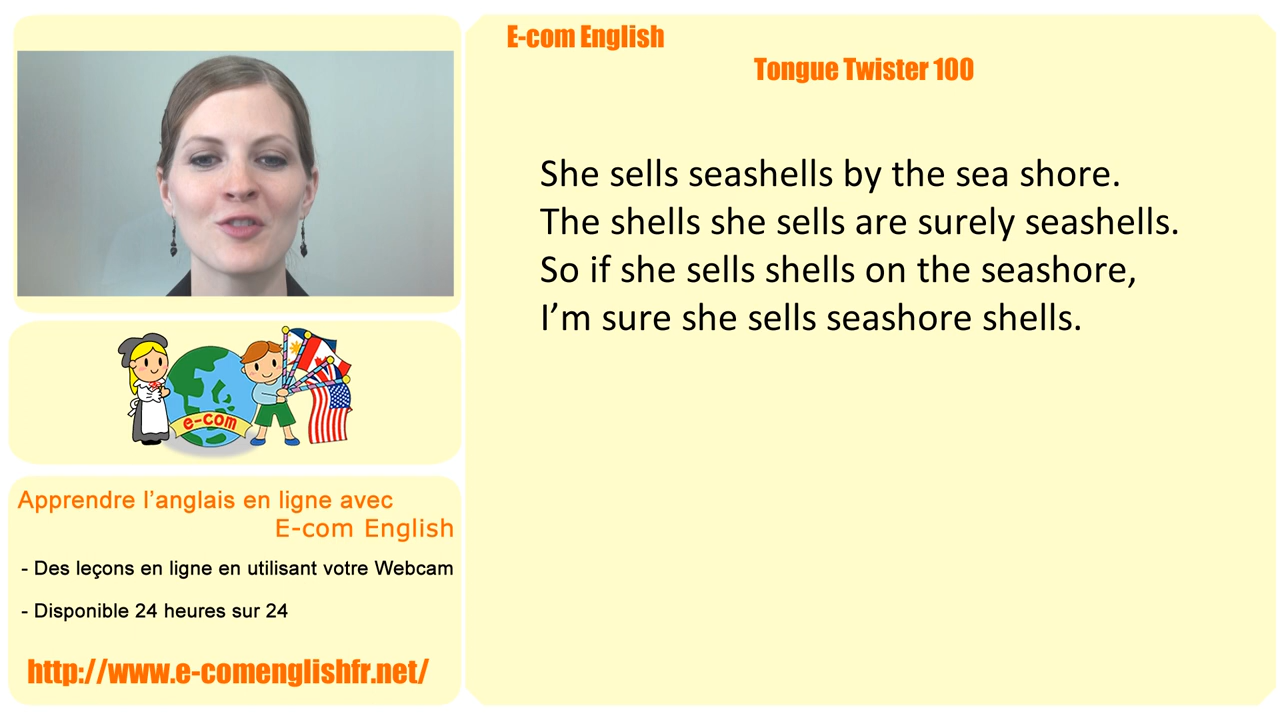 E-com English
Tongue Twister 100
She sells seashells by the sea shore.
The shells she sells are surely seashells.
So if she sells shells on the seashore,
I’m sure she sells seashore shells.
e-com
Apprendre l’anglais en ligne avec
E-com English
- Des leçons en ligne en utilisant votre Webcam
- Disponible 24 heures sur 24
http://www.e-comenglishfr.net/